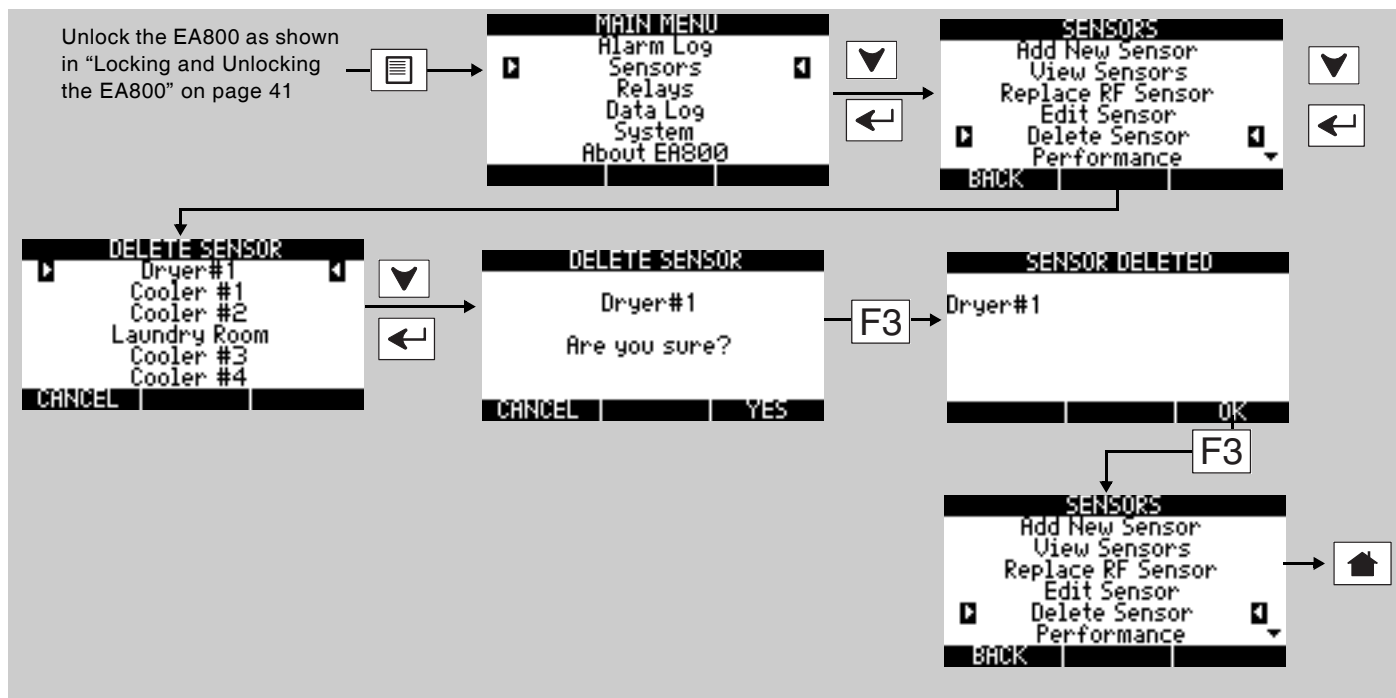 Unlock the EA800 as shown
in “Locking and Unlocking
the EA800” on page 41
MAIN MENU
Alarm Log
Sensors
Relays
Data Log
System
About EA800
SENSORS
Add New Sensor
View Sensors
Replace RF Sensor
Edit Sensor
Delete Sensor
Performance
BACK
DELETE SENSOR
Dryer#1
Cooler #1
Cooler #2
Laundry Room
Cooler #3
Cooler #4
CANCEL
DELETE SENSOR
Dryer#1
Are you sure?
CANCEL YES
F3
SENSOR DELETED
Dryer#1
OK
F3
SENSORS
Add New Sensor
View Sensors
Replace RF Sensor
Edit Sensor
Delete Sensor
Performance
BACK